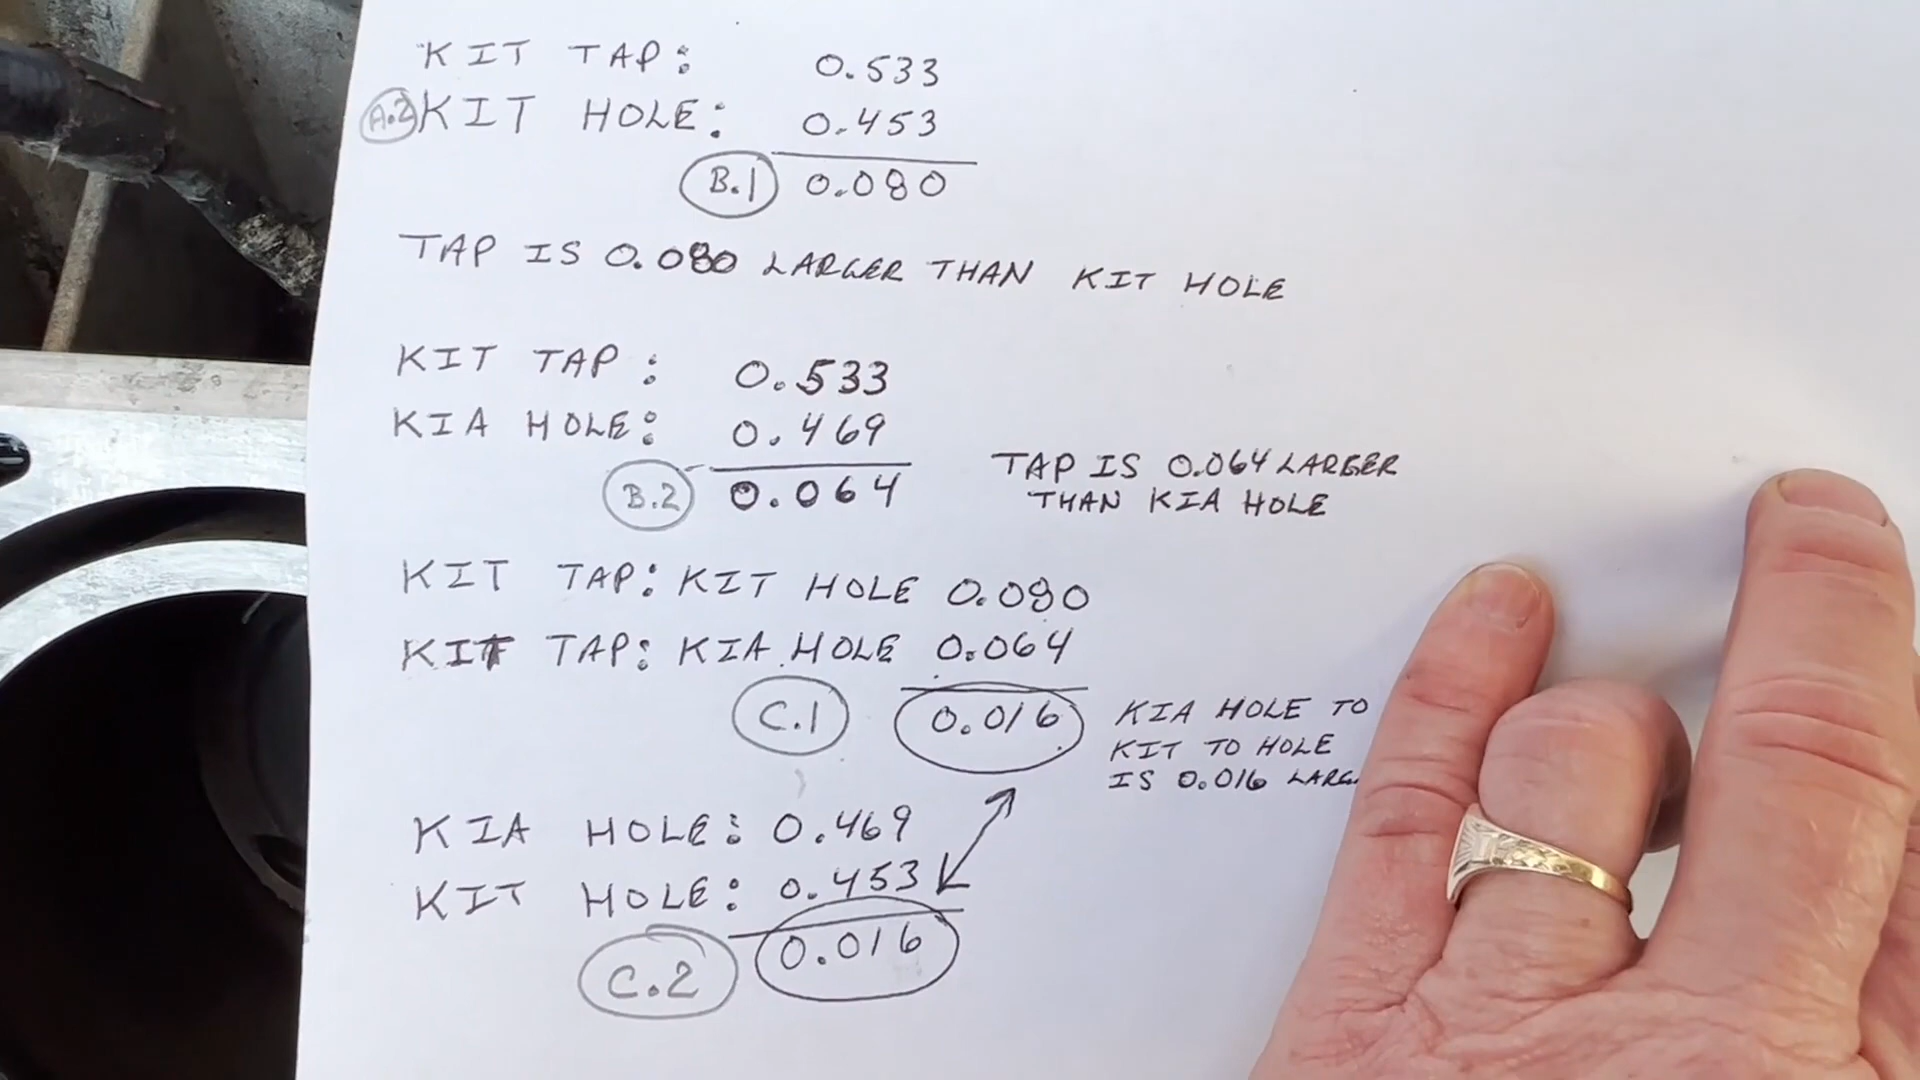 KIT TAP: 0.533
A.2 KIT HOLE: 0.453
B.1 0.080
TAP IS 0.080 LARGER THAN KIT HOLE
KIT TAP: 0.533
KIA HOLE: 0.469
B.2 0.064
TAP IS 0.064 LARGER
THAN KIA HOLE
KIT TAP: KIT HOLE 0.080
KIT TAP: KIA HOLE 0.064
C.1 0.016
KIA HOLE TO
KIT TO HOLE
IS 0.016
KIA HOLE: 0.469
KIT HOLE: 0.453
C.2 0.016